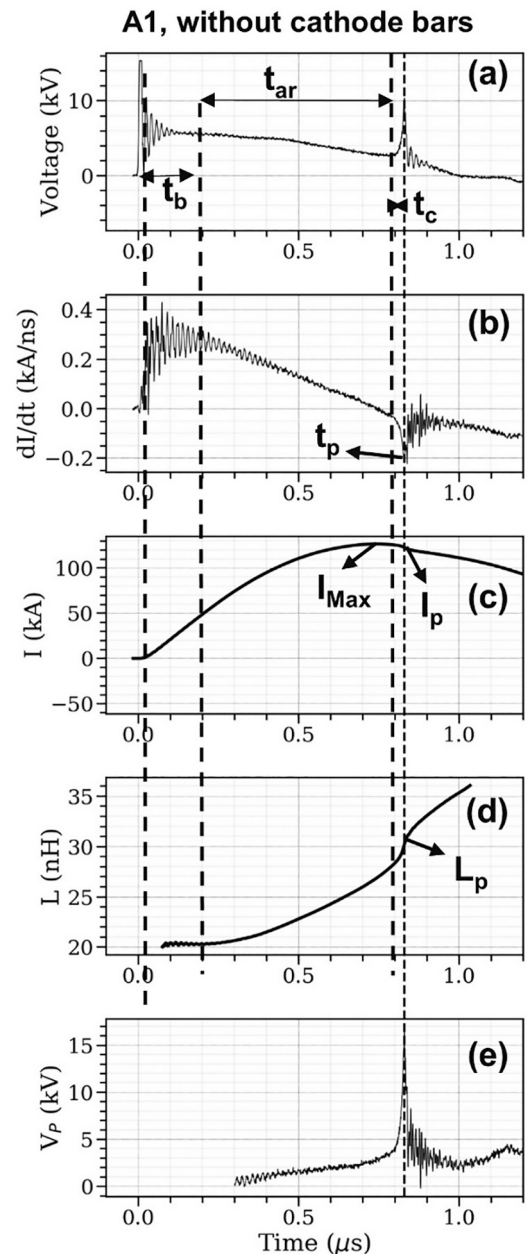 A1, without cathode bars
(a)
Voltage (kV)
10
0
t_ar
t_b
t_c
0.0 0.5 1.0
(b)
dI/dt (kA/ns)
0.4
0.2
0.0
−0.2
t_p
0.0 0.5 1.0
(c)
I (kA)
100
50
0
−50
I_Max
I_p
0.0 0.5 1.0
(d)
L (nH)
35
30
25
20
L_p
0.0 0.5 1.0
(e)
V_P (kV)
15
10
5
0
0.0 0.5 1.0
Time (μs)